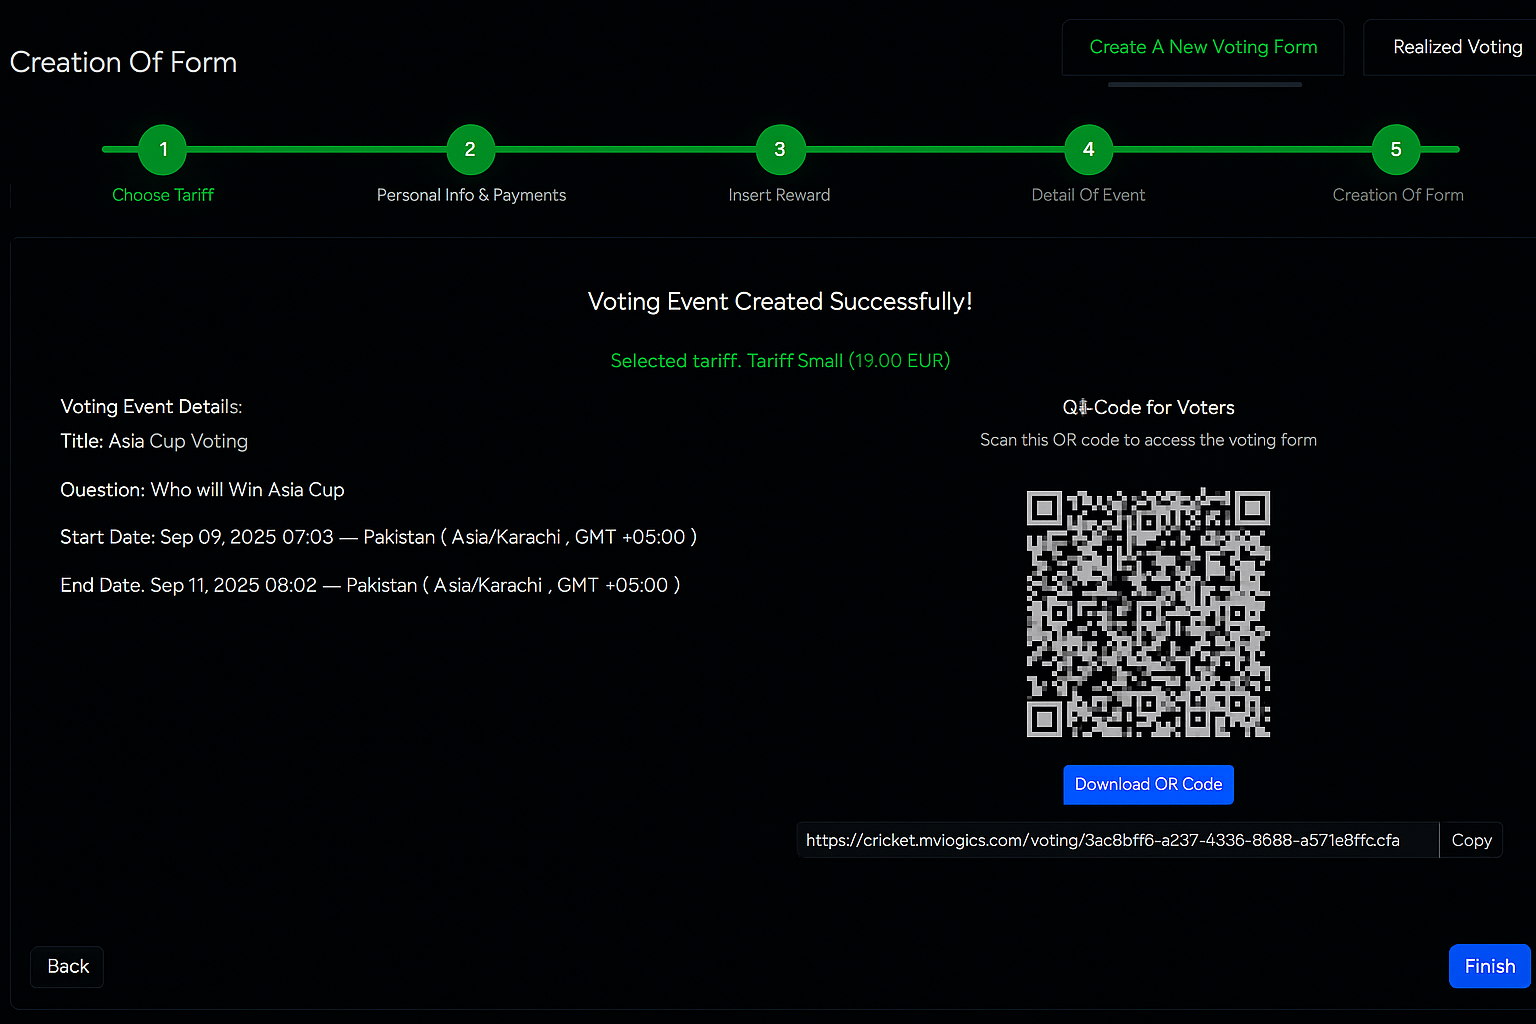 Creation Of Form
Create A New Voting Form
Realized Voting
1
2
3
4
5
Choose Tariff
Personal Info & Payments
Insert Reward
Detail Of Event
Creation Of Form
Voting Event Created Successfully!
Selected tariff. Tariff Small (19.00 EUR)
Voting Event Details:
Title: Asia Cup Voting
Ouestion: Who will Win Asia Cup
Start Date: Sep 09, 2025 07:03 — Pakistan ( Asia/Karachi , GMT +05:00 )
End Date. Sep 11, 2025 08:02 — Pakistan ( Asia/Karachi , GMT +05:00 )
Code for Voters
Scan this OR code to access the voting form
Download OR Code
https://cricket.mviogics.com/voting/3ac8bff6-a237-4336-8688-a571e8ffc.cfa
Copy
Back
Finish